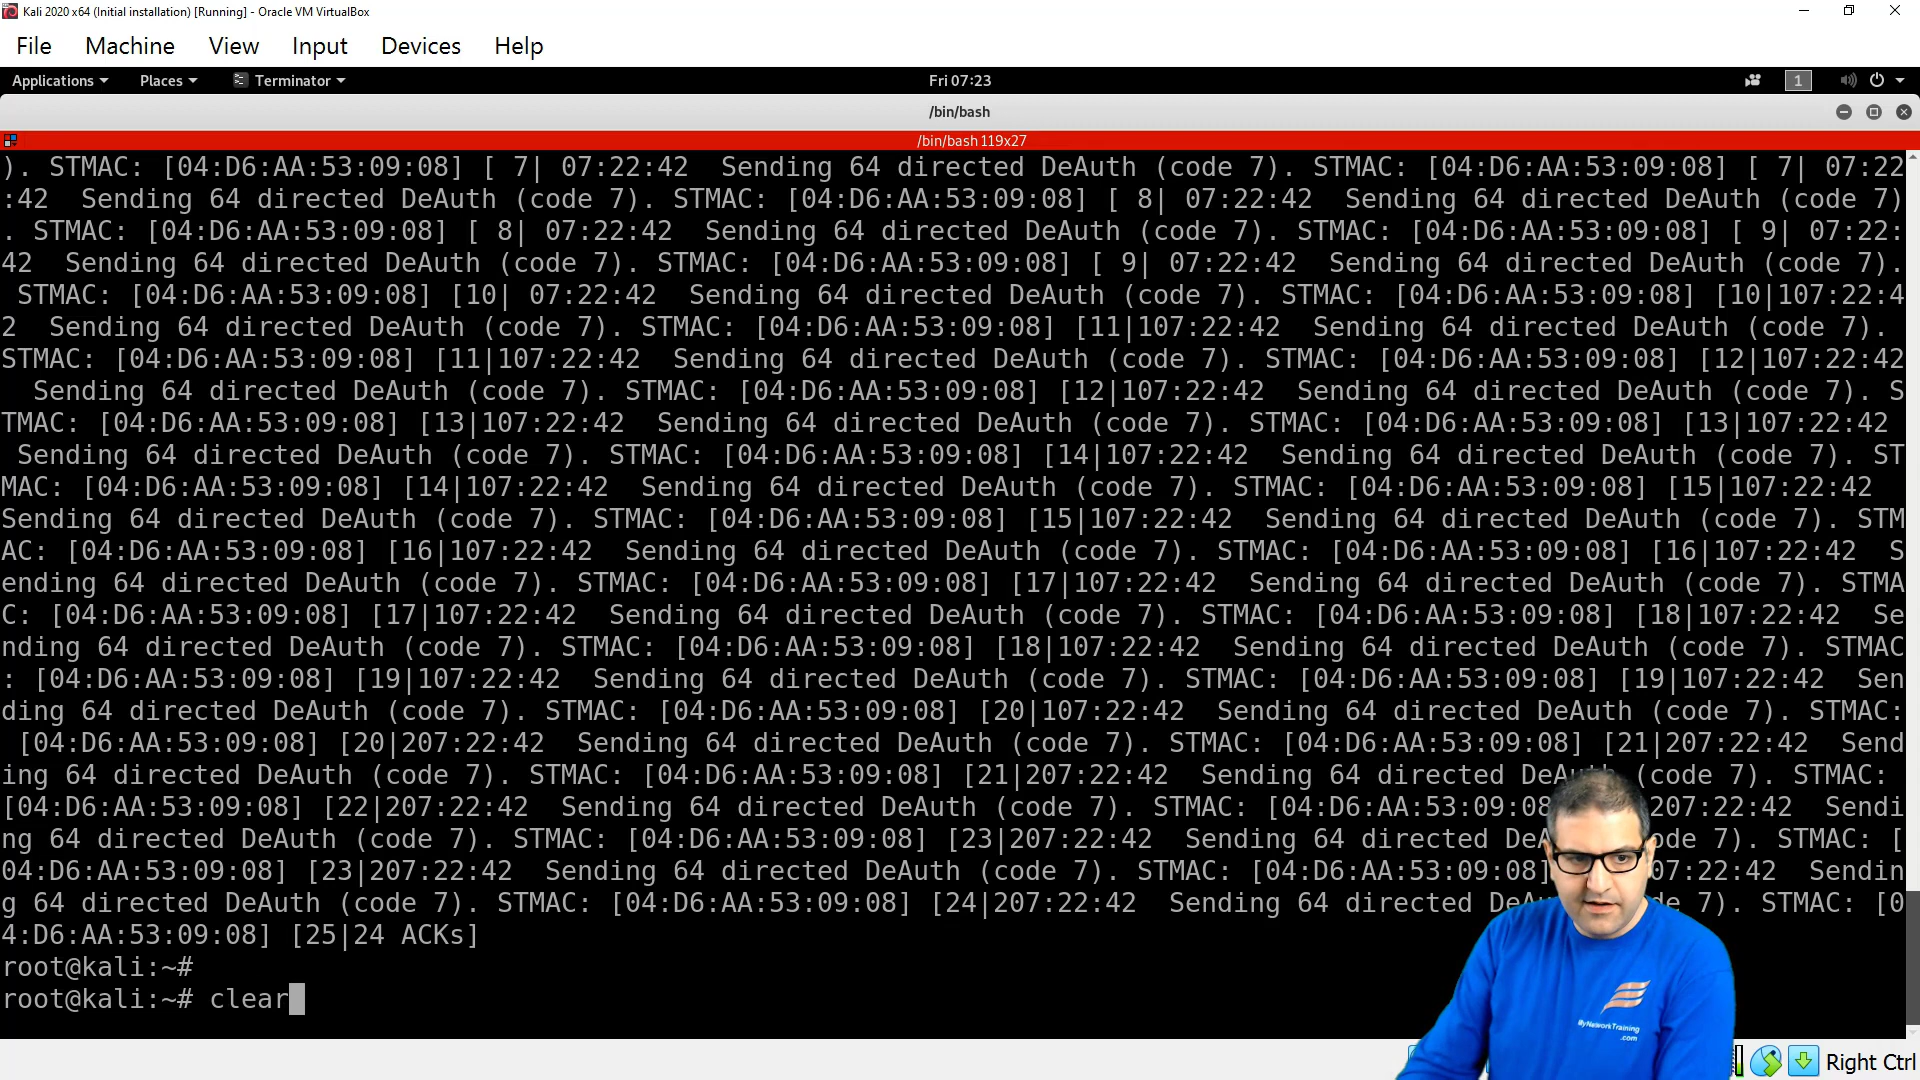 Kali 2020 x64 (Initial installation) [Running] - Oracle VM VirtualBox
File Machine View Input Devices Help
Applications Places Terminator Fri 07:23 1
/bin/bash
/bin/bash 119x27
). STMAC: [04:D6:AA:53:09:08] [ 7| 07:22:42  Sending 64 directed DeAuth (code 7). STMAC: [04:D6:AA:53:09:08] [ 7| 07:22
:42  Sending 64 directed DeAuth (code 7). STMAC: [04:D6:AA:53:09:08] [ 8| 07:22:42  Sending 64 directed DeAuth (code 7)
. STMAC: [04:D6:AA:53:09:08] [ 8| 07:22:42  Sending 64 directed DeAuth (code 7). STMAC: [04:D6:AA:53:09:08] [ 9| 07:22:
42  Sending 64 directed DeAuth (code 7). STMAC: [04:D6:AA:53:09:08] [ 9| 07:22:42  Sending 64 directed DeAuth (code 7).
 STMAC: [04:D6:AA:53:09:08] [10| 07:22:42  Sending 64 directed DeAuth (code 7). STMAC: [04:D6:AA:53:09:08] [10|107:22:4
2  Sending 64 directed DeAuth (code 7). STMAC: [04:D6:AA:53:09:08] [11|107:22:42  Sending 64 directed DeAuth (code 7).
STMAC: [04:D6:AA:53:09:08] [11|107:22:42  Sending 64 directed DeAuth (code 7). STMAC: [04:D6:AA:53:09:08] [12|107:22:42
  Sending 64 directed DeAuth (code 7). STMAC: [04:D6:AA:53:09:08] [12|107:22:42  Sending 64 directed DeAuth (code 7). S
TMAC: [04:D6:AA:53:09:08] [13|107:22:42  Sending 64 directed DeAuth (code 7). STMAC: [04:D6:AA:53:09:08] [13|107:22:42
 Sending 64 directed DeAuth (code 7). STMAC: [04:D6:AA:53:09:08] [14|107:22:42  Sending 64 directed DeAuth (code 7). ST
MAC: [04:D6:AA:53:09:08] [14|107:22:42  Sending 64 directed DeAuth (code 7). STMAC: [04:D6:AA:53:09:08] [15|107:22:42
Sending 64 directed DeAuth (code 7). STMAC: [04:D6:AA:53:09:08] [15|107:22:42  Sending 64 directed DeAuth (code 7). STM
AC: [04:D6:AA:53:09:08] [16|107:22:42  Sending 64 directed DeAuth (code 7). STMAC: [04:D6:AA:53:09:08] [16|107:22:42  S
ending 64 directed DeAuth (code 7). STMAC: [04:D6:AA:53:09:08] [17|107:22:42  Sending 64 directed DeAuth (code 7). STMA
C: [04:D6:AA:53:09:08] [17|107:22:42  Sending 64 directed DeAuth (code 7). STMAC: [04:D6:AA:53:09:08] [18|107:22:42  Se
nding 64 directed DeAuth (code 7). STMAC: [04:D6:AA:53:09:08] [18|107:22:42  Sending 64 directed DeAuth (code 7). STMAC
: [04:D6:AA:53:09:08] [19|107:22:42  Sending 64 directed DeAuth (code 7). STMAC: [04:D6:AA:53:09:08] [19|107:22:42  Sen
ding 64 directed DeAuth (code 7). STMAC: [04:D6:AA:53:09:08] [20|107:22:42  Sending 64 directed DeAuth (code 7). STMAC:
 [04:D6:AA:53:09:08] [20|207:22:42  Sending 64 directed DeAuth (code 7). STMAC: [04:D6:AA:53:09:08] [21|207:22:42  Send
ing 64 directed DeAuth (code 7). STMAC: [04:D6:AA:53:09:08] [21|207:22:42  Sending 64 directed DeAuth (code 7). STMAC:
[04:D6:AA:53:09:08] [22|207:22:42  Sending 64 directed DeAuth (code 7). STMAC: [04:D6:AA:53:09:08 207:22:42  Sendi
ng 64 directed DeAuth (code 7). STMAC: [04:D6:AA:53:09:08] [23|207:22:42  Sending 64 directed DeA ode 7). STMAC: [
04:D6:AA:53:09:08] [23|207:22:42  Sending 64 directed DeAuth (code 7). STMAC: [04:D6:AA:53:09:08] 07:22:42  Sendin
g 64 directed DeAuth (code 7). STMAC: [04:D6:AA:53:09:08] [24|207:22:42  Sending 64 directed DeAu de 7). STMAC: [0
4:D6:AA:53:09:08] [25|24 ACKs]
root@kali:~#
root@kali:~# clear
MyNetworkTraining
.com
Right Ctrl